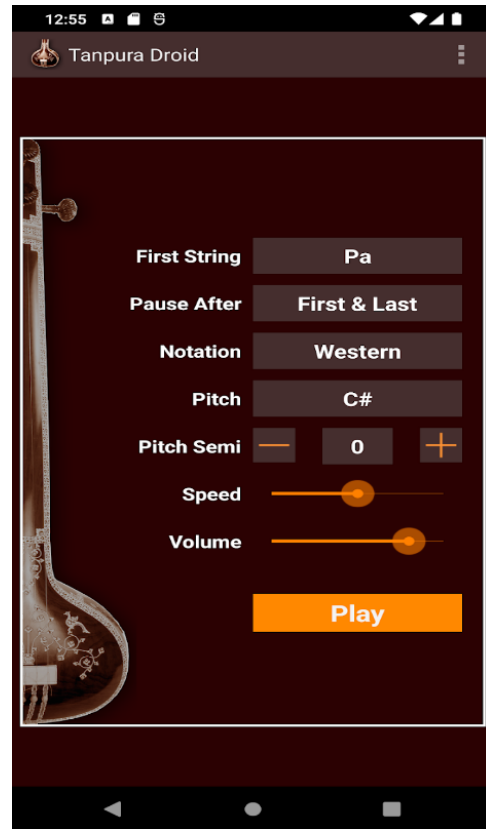 12:55
Tanpura Droid
First String Pa
Pause After First & Last
Notation Western
Pitch C#
Pitch Semi — 0 +
Speed
Volume
Play